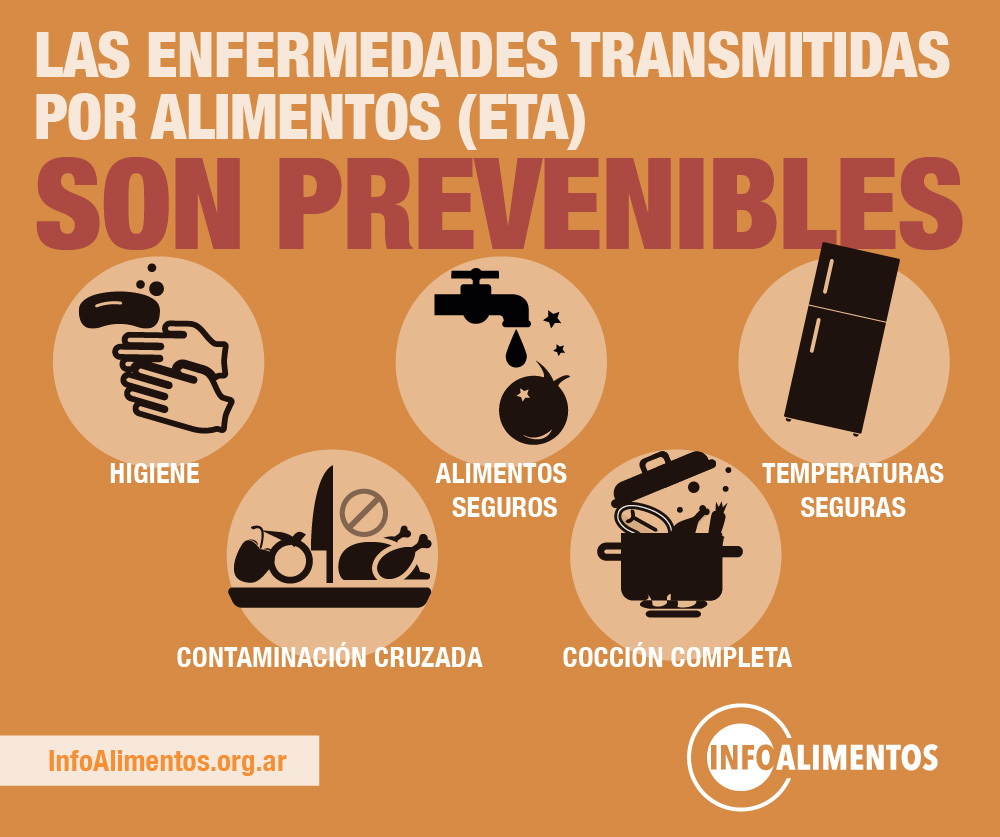 LAS ENFERMEDADES TRANSMITIDAS
POR ALIMENTOS (ETA)
SON PREVENIBLES
HIGIENE
ALIMENTOS
SEGUROS
TEMPERATURAS
SEGURAS
CONTAMINACIÓN CRUZADA
COCCIÓN COMPLETA
InfoAlimentos.org.ar
INFOALIMENTOS